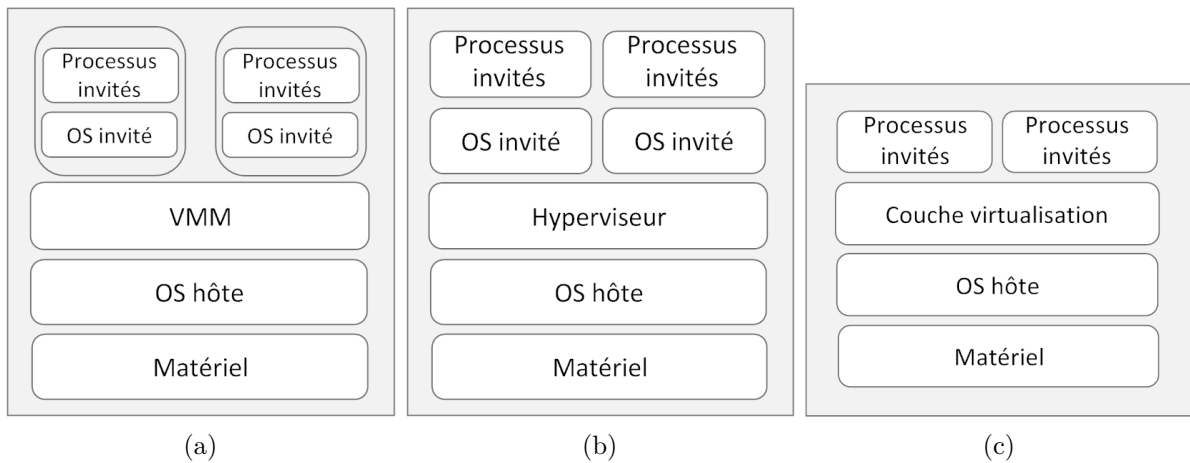 Processus
invités
OS invité
Processus
invités
OS invité
VMM
OS hôte
Matériel
(a)
Processus
invités
Processus
invités
OS invité
OS invité
Hyperviseur
OS hôte
Matériel
(b)
Processus
invités
Processus
invités
Couche virtualisation
OS hôte
Matériel
(c)